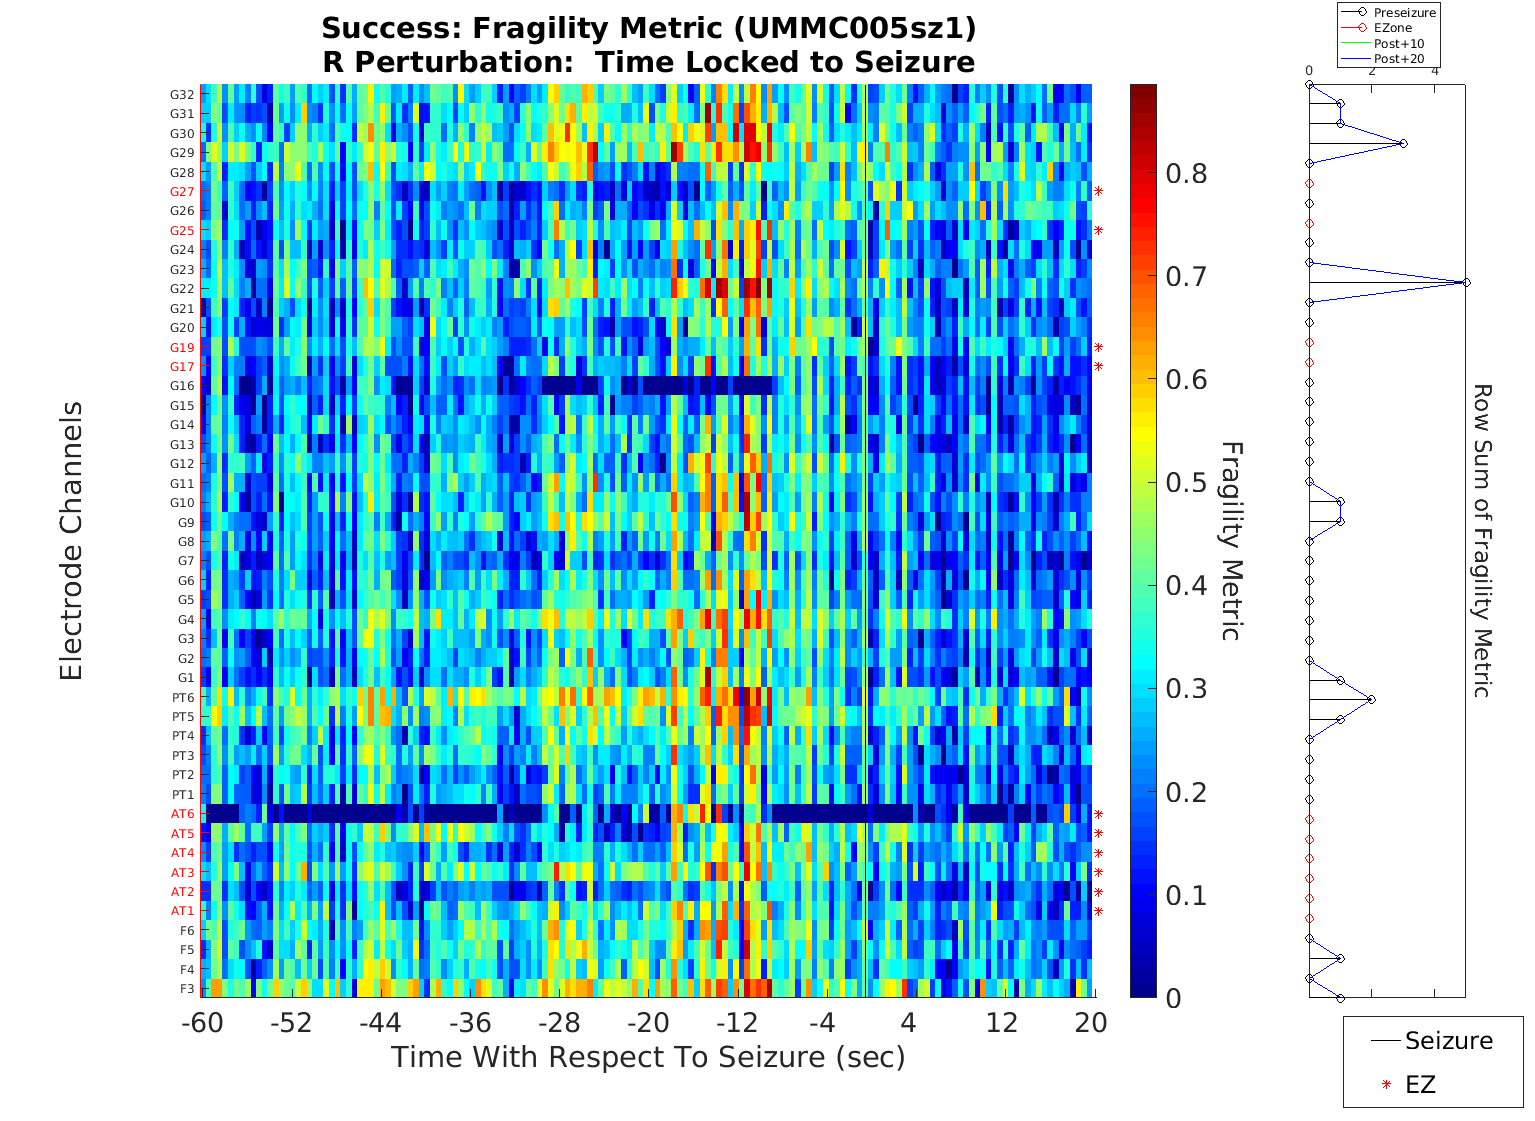 Success: Fragility Metric (UMMC005sz1)
R Perturbation:  Time Locked to Seizure
Electrode Channels
G32
G31
G30
G29
G28
G27
G26
G25
G24
G23
G22
G21
G20
G19
G17
G16
G15
G14
G13
G12
G11
G10
G9
G8
G7
G6
G5
G4
G3
G2
G1
PT6
PT5
PT4
PT3
PT2
PT1
AT6
AT5
AT4
AT3
AT2
AT1
F6
F5
F4
F3
-60 -52 -44 -36 -28 -20 -12 -4 4 12 20
Time With Respect To Seizure (sec)
0.8
0.7
0.6
0.5
0.4
0.3
0.2
0.1
0
Fragility Metric
Preseizure
EZone
Post+10
Post+20
0 2 4
Row Sum of Fragility Metric
Seizure
EZ